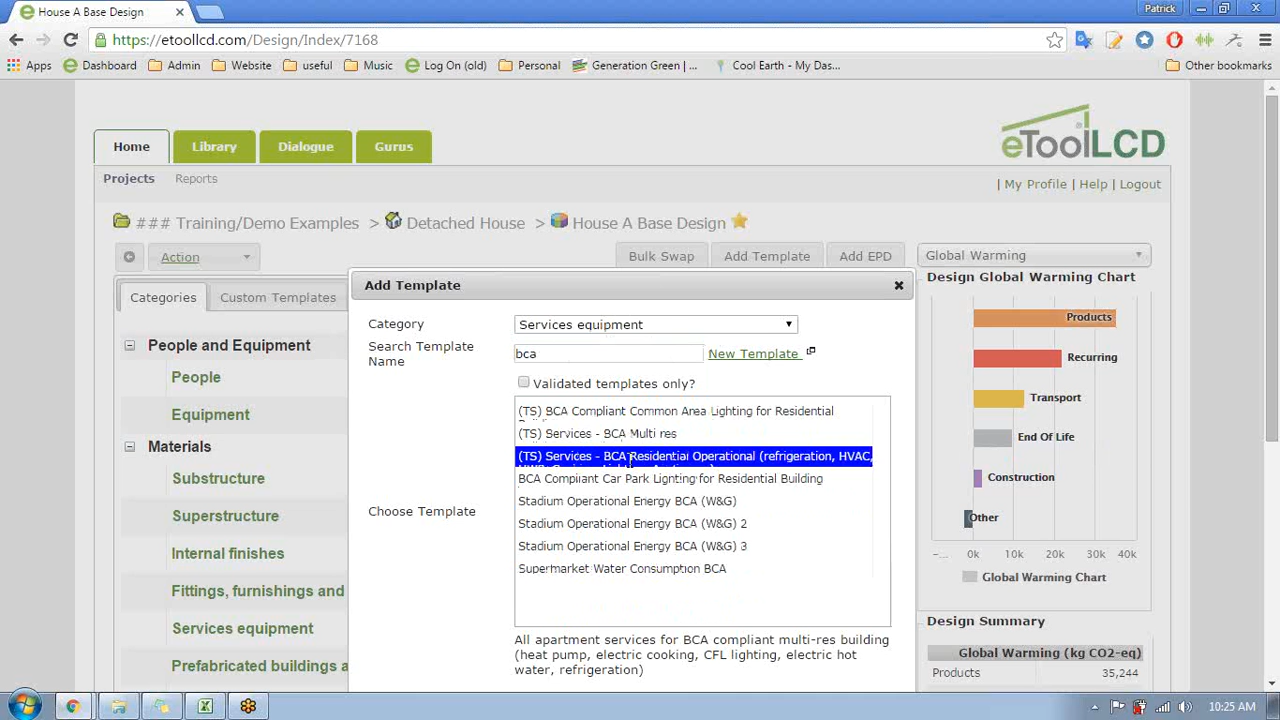 House A Base Design
Patrick
https://etoollcd.com/Design/Index/7168
Apps Dashboard Admin Website useful Music Log On (old) Personal Generation Green | ... Cool Earth - My Das... Other bookmarks
Home Library Dialogue Gurus
eToolLCD
Projects Reports
| My Profile | Help | Logout
### Training/Demo Examples > Detached House > House A Base Design
Action Bulk Swap Add Template Add EPD Global Warming
Categories Custom Templates
People and Equipment
People
Equipment
Materials
Substructure
Superstructure
Internal finishes
Fittings, furnishings and
Services equipment
Prefabricated buildings a
Add Template
Category Services equipment
Search Template
Name
bca New Template
Validated templates only?
Choose Template
(TS) BCA Compliant Common Area Lighting for Residential
(TS) Services - BCA Multi res
(TS) Services - BCA Residential Operational (refrigeration, HVAC,
BCA Compliant Car Park Lighting for Residential Building
Stadium Operational Energy BCA (W&G)
Stadium Operational Energy BCA (W&G) 2
Stadium Operational Energy BCA (W&G) 3
Supermarket Water Consumption BCA
All apartment services for BCA compliant multi-res building
(heat pump, electric cooking, CFL lighting, electric hot
water, refrigeration)
Design Global Warming Chart
Products
Recurring
Transport
End Of Life
Construction
Other
-... 0k 10k 20k 30k 40k
Global Warming Chart
Design Summary
Global Warming (kg CO2-eq)
Products 35,244
10:25 AM